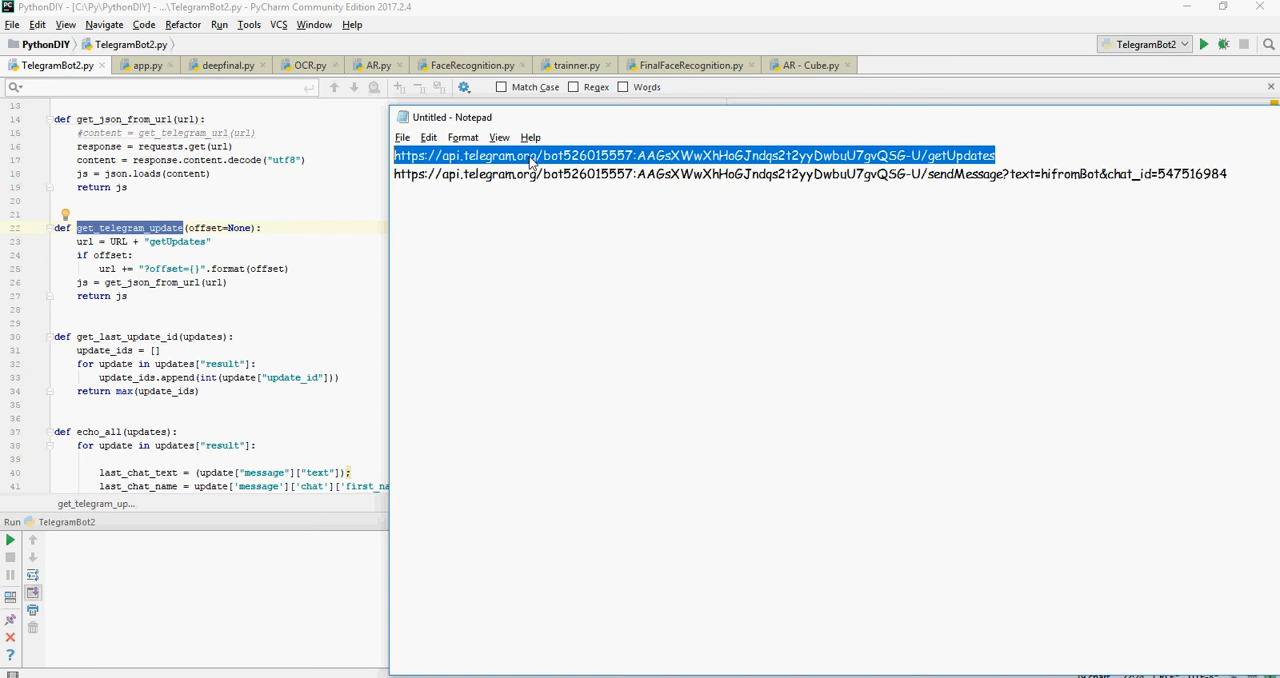 PythonDIY - [C:\Py\PythonDIY] - ...\TelegramBot2.py - PyCharm Community Edition 2017.2.4
File Edit View Navigate Code Refactor Run Tools VCS Window Help
PythonDIY TelegramBot2.py TelegramBot2
TelegramBot2.py app.py deepfinal.py OCR.py AR.py FaceRecognition.py trainner.py FinalFaceRecognition.py AR - Cube.py
Match Case Regex Words
13
14 def get_json_from_url(url):
15 #content = get_telegram_url(url)
16 response = requests.get(url)
17 content = response.content.decode("utf8")
18 js = json.loads(content)
19 return js
20
21
22 def get_telegram_update(offset=None):
23 url = URL + "getUpdates"
24 if offset:
25 url += "?offset={}".format(offset)
26 js = get_json_from_url(url)
27 return js
28
29
30 def get_last_update_id(updates):
31 update_ids = []
32 for update in updates["result"]:
33 update_ids.append(int(update["update_id"]))
34 return max(update_ids)
35
36
37 def echo_all(updates):
38 for update in updates["result"]:
39
40 last_chat_text = (update["message"]["text"]);
41 last_chat_name = update['message']['chat']['first_na
get_telegram_up...
Run TelegramBot2
Untitled - Notepad
File Edit Format View Help
https://api.telegram.org/bot526015557:AAGsXWwXhHoGJndqs2t2yyDwbuU7gvQSG-U/getUpdates
https://api.telegram.org/bot526015557:AAGsXWwXhHoGJndqs2t2yyDwbuU7gvQSG-U/sendMessage?text=hifromBot&chat_id=547516984